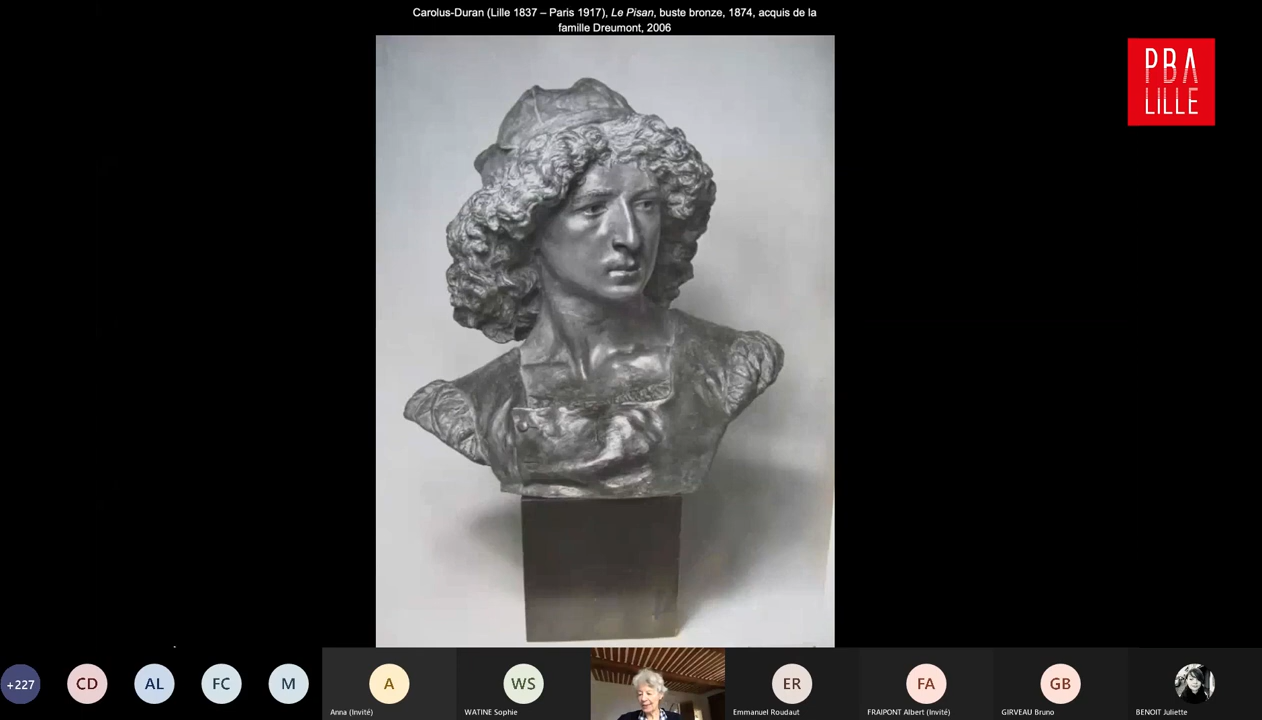 Carolus-Duran (Lille 1837 – Paris 1917), Le Pisan, buste bronze, 1874, acquis de la
famille Dreumont, 2006
PBA
LILLE
+227
CD
AL
FC
M
A
WS
ER
FA
GB
Anna (Invité)
WATINE Sophie
Emmanuel Roudaut
FRAIPONT Albert (Invité)
GIRVEAU Bruno
BENOIT Juliette